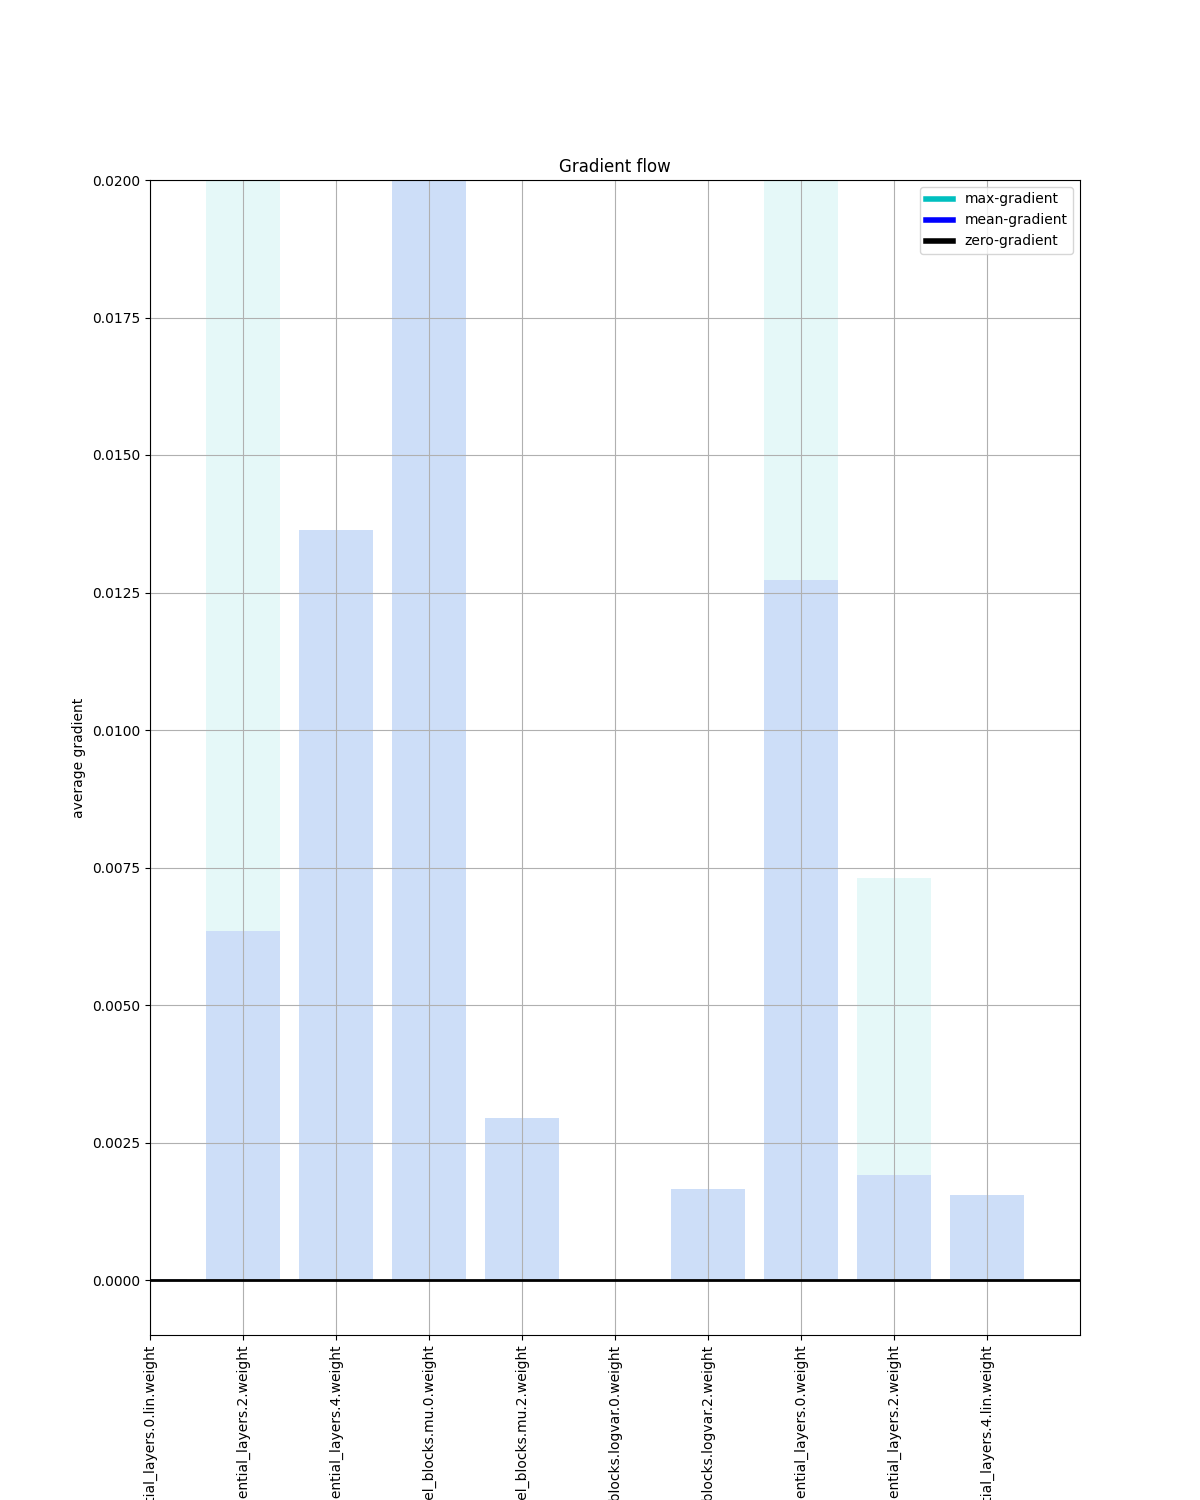 Gradient flow
max-gradient
mean-gradient
zero-gradient
0.0200
0.0175
0.0150
0.0125
0.0100
0.0075
0.0050
0.0025
0.0000
average gradient
tial_layers.0.lin.weight
ential_layers.2.weight
ential_layers.4.weight
el_blocks.mu.0.weight
el_blocks.mu.2.weight
blocks.logvar.0.weight
blocks.logvar.2.weight
ential_layers.0.weight
ential_layers.2.weight
tial_layers.4.lin.weight